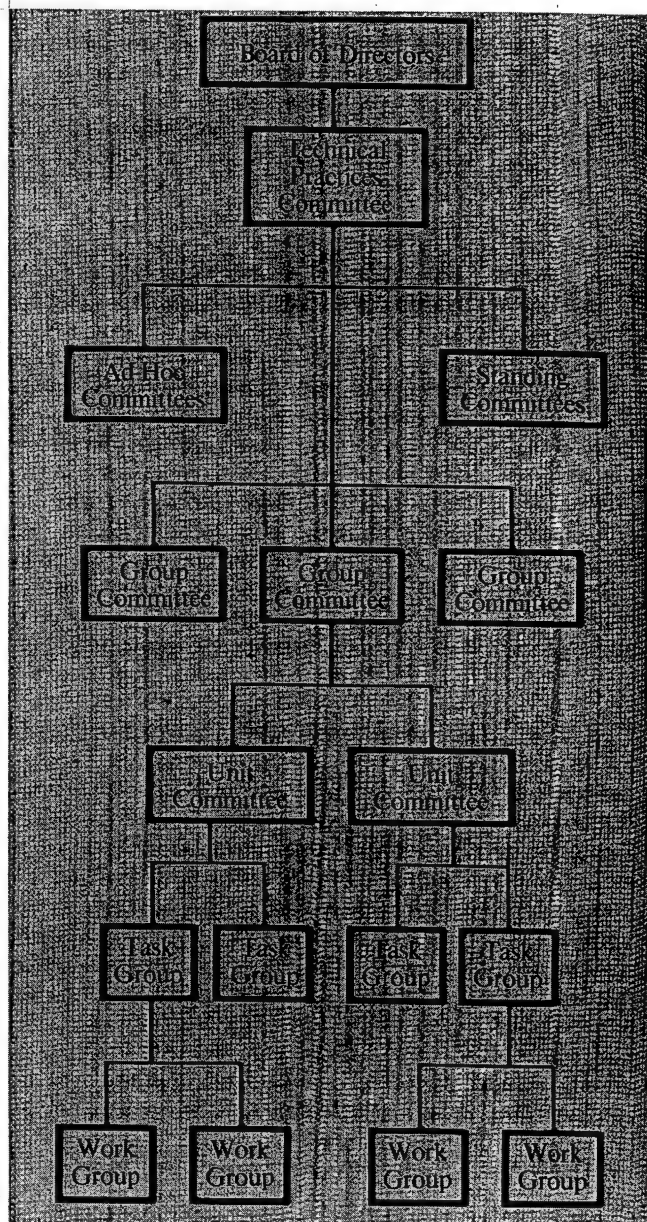 Board of Directors
Technical
Practices
Committee
Ad Hoc
Committees
Standing
Committees
Group
Committee
Group
Committee
Group
Committee
Unit
Committee
Unit
Committee
Task
Group
Task
Group
Task
Group
Task
Group
Work
Group
Work
Group
Work
Group
Work
Group